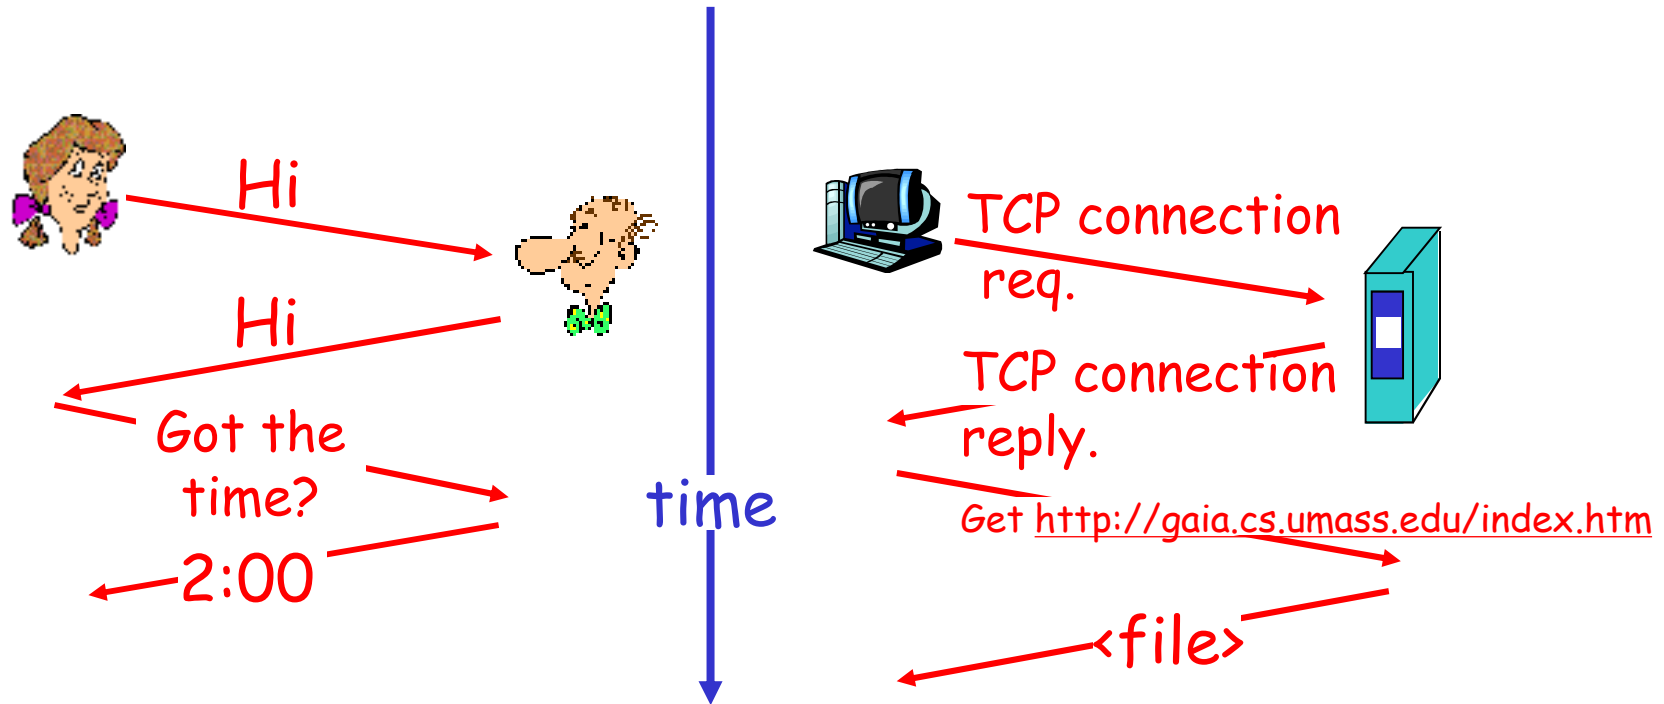 Hi
Hi
Got the
time?
2:00
time
TCP connection
req.
TCP connection
reply.
Get http://gaia.cs.umass.edu/index.htm
<file>